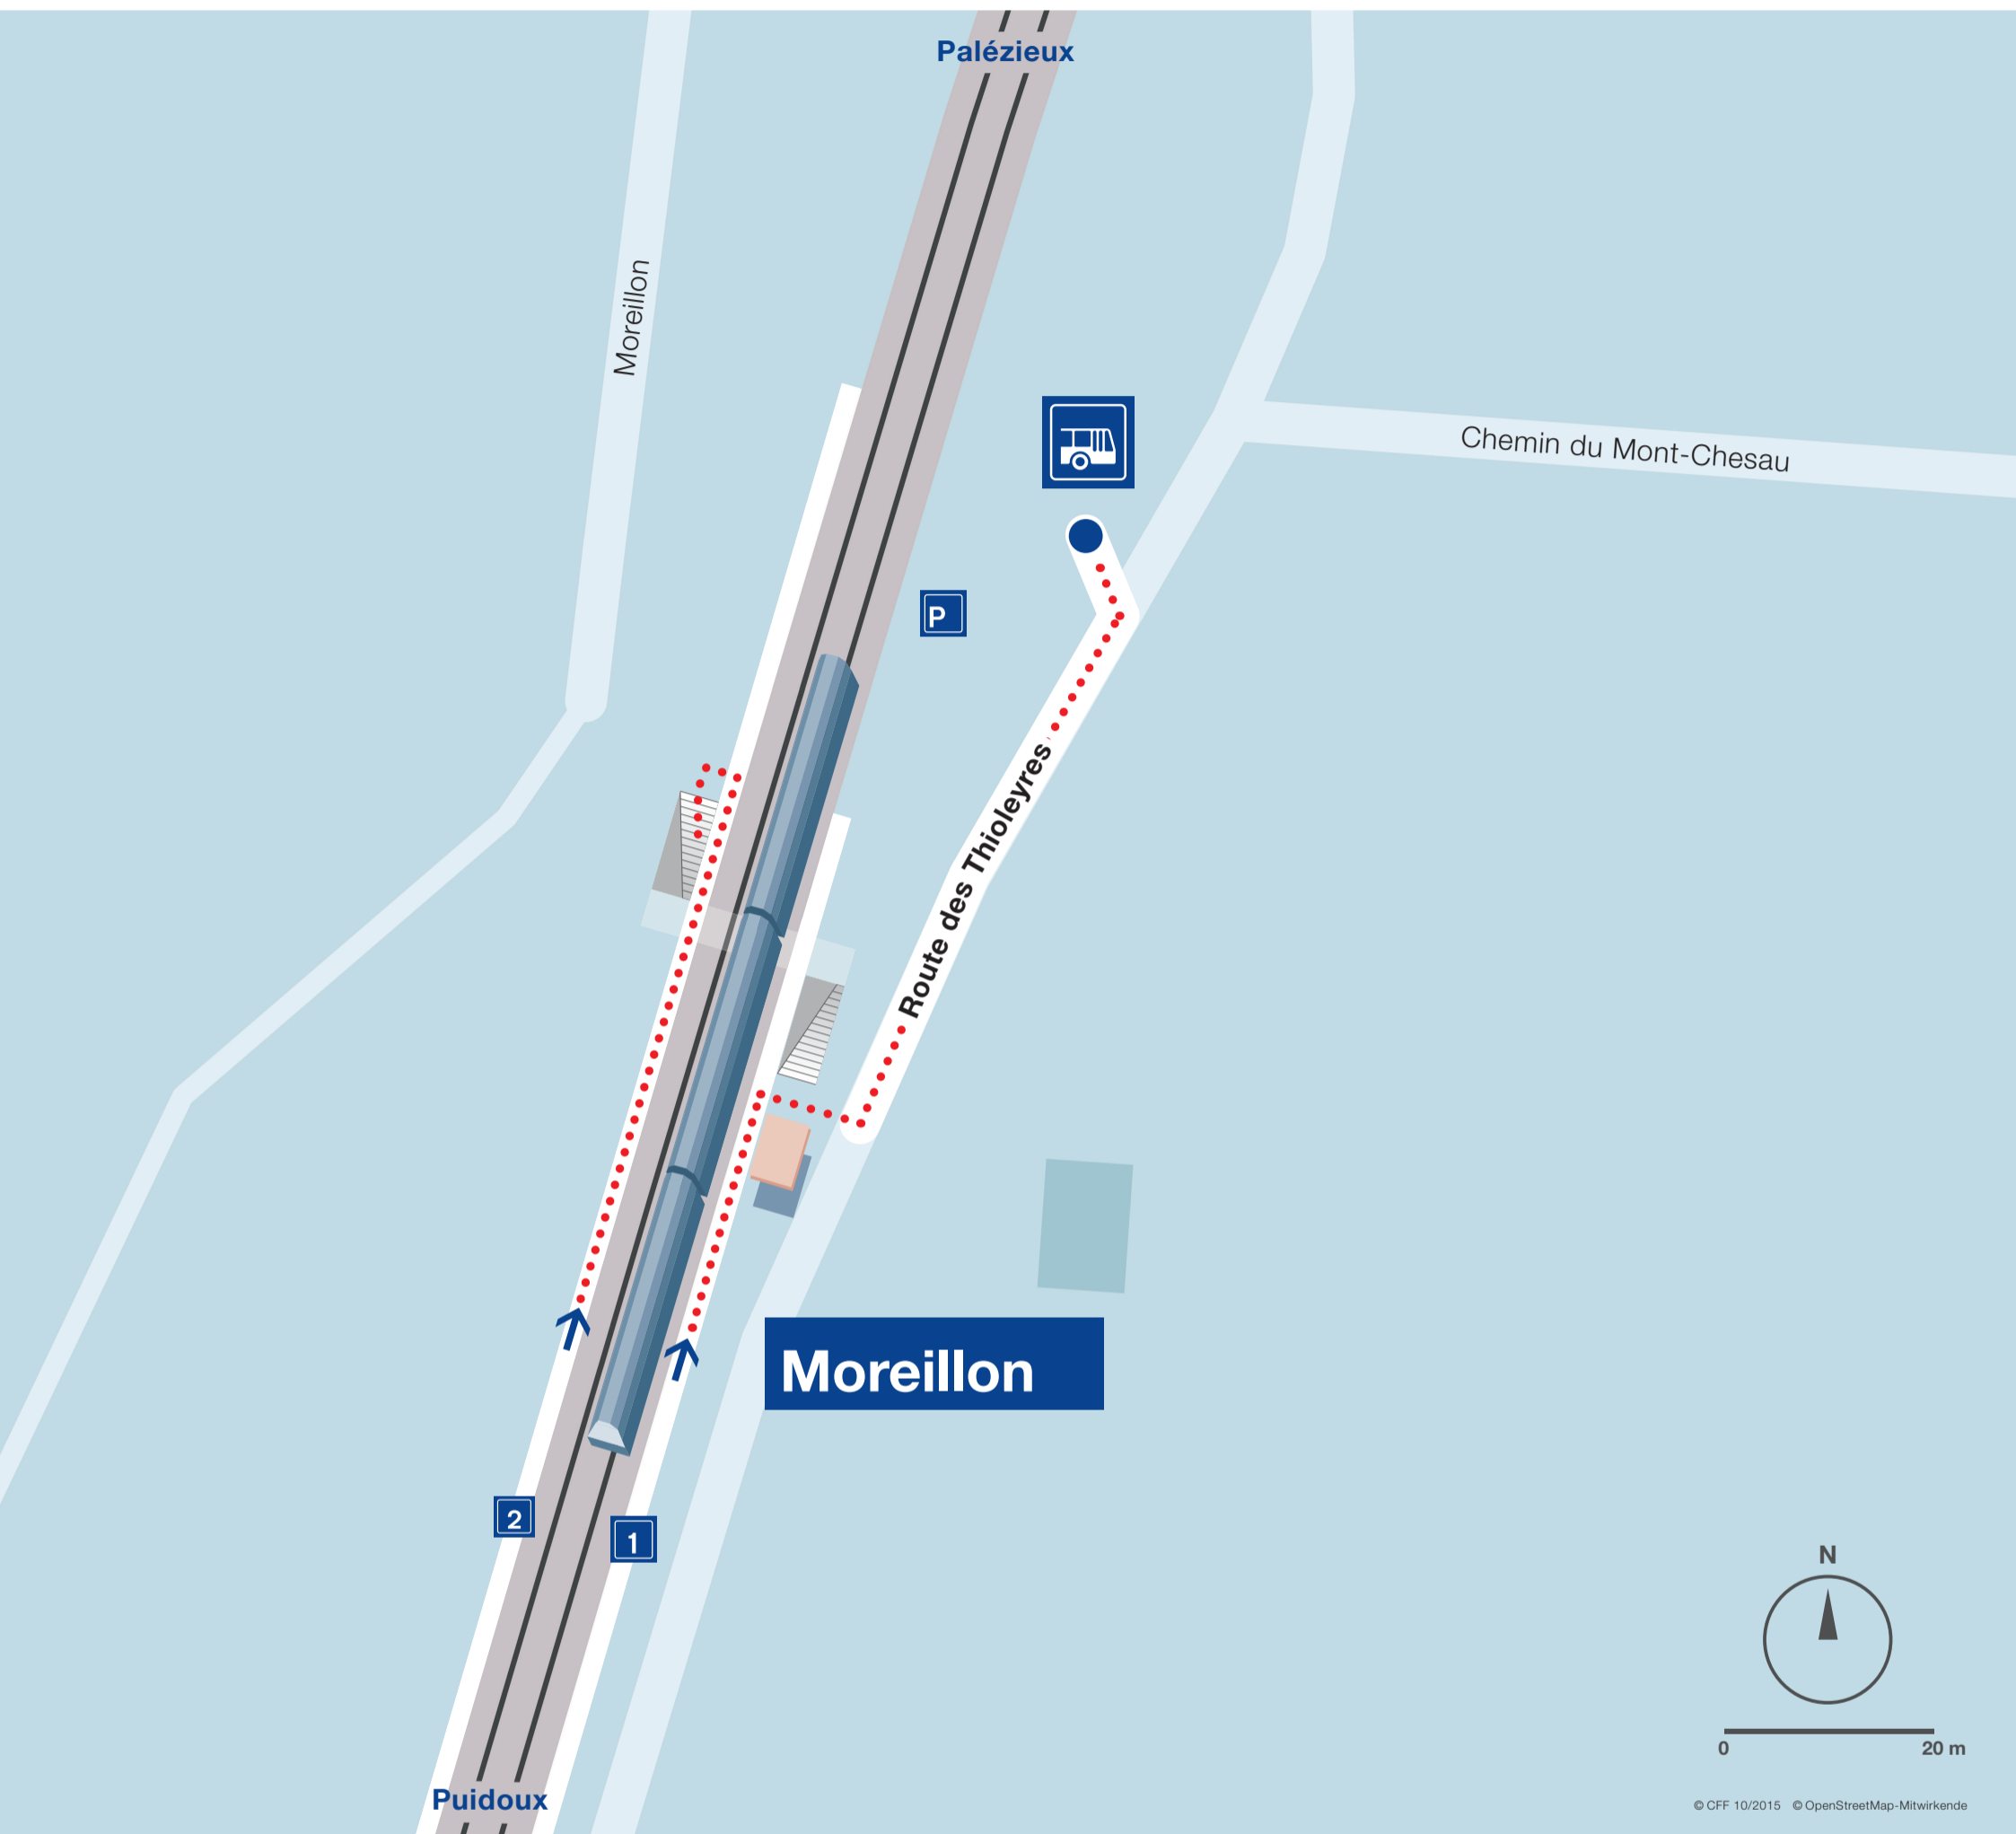 Palézieux
Moreillon
Chemin du Mont-Chesau
P
Route des Thioleyres
Moreillon
2
1
N
0 20 m
Puidoux
© CFF 10/2015 © OpenStreetMap-Mitwirkende